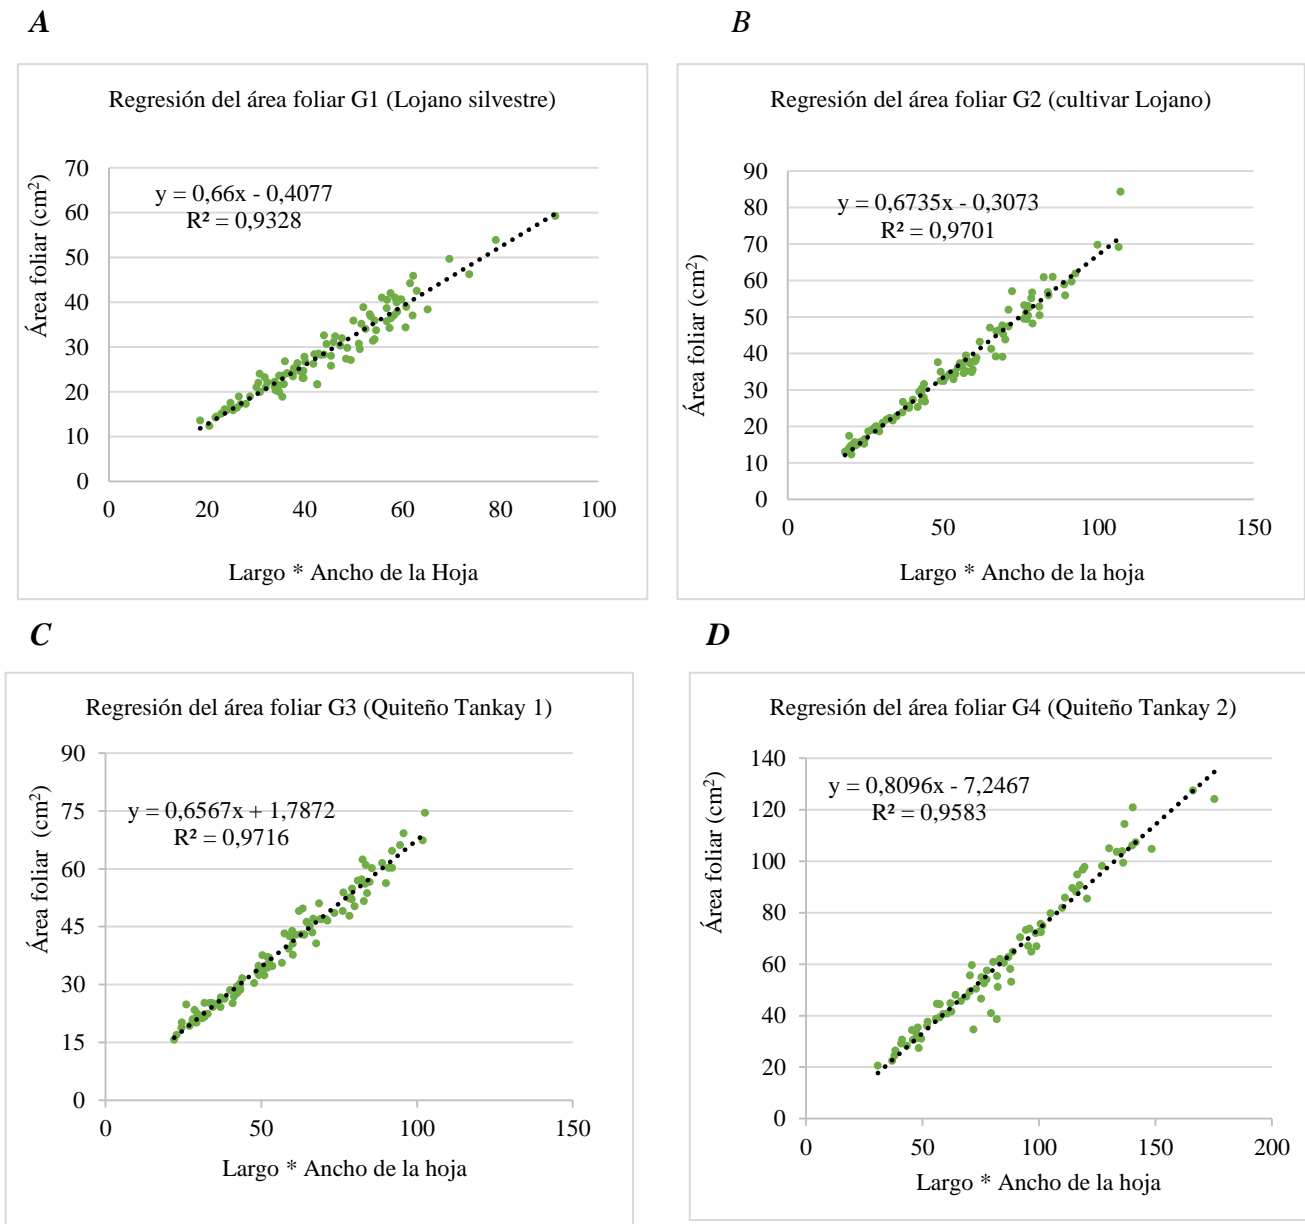 A
B
Regresión del área foliar G1 (Lojano silvestre)
70
60
50
40
30
20
10
0
Área foliar (cm²)
y = 0,66x - 0,4077
R² = 0,9328
0 20 40 60 80 100
Largo * Ancho de la Hoja
Regresión del área foliar G2 (cultivar Lojano)
90
80
70
60
50
40
30
20
10
0
Área foliar (cm²)
y = 0,6735x - 0,3073
R² = 0,9701
0 50 100 150
Largo * Ancho de la hoja
C
D
Regresión del área foliar G3 (Quiteño Tankay 1)
90
75
60
45
30
15
0
Área foliar (cm²)
y = 0,6567x + 1,7872
R² = 0,9716
0 50 100 150
Largo * Ancho de la hoja
Regresión del área foliar G4 (Quiteño Tankay 2)
140
120
100
80
60
40
20
0
Área foliar (cm²)
y = 0,8096x - 7,2467
R² = 0,9583
0 50 100 150 200
Largo * Ancho de la hoja